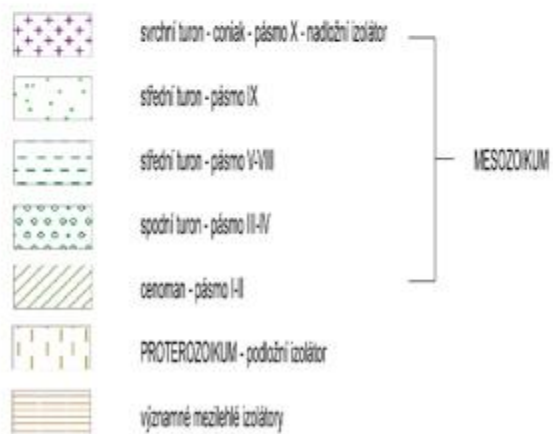 svrchní turon - coniak - pásmo X - nadložní izolátor
střední turon - pásmo IX
střední turon - pásmo V-VIII
MESOZOIKUM
spodní turon - pásmo III-IV
cenoman - pásmo I-II
PROTEROZOIKUM - podložní izolátor
významné mezilehlé izolátory